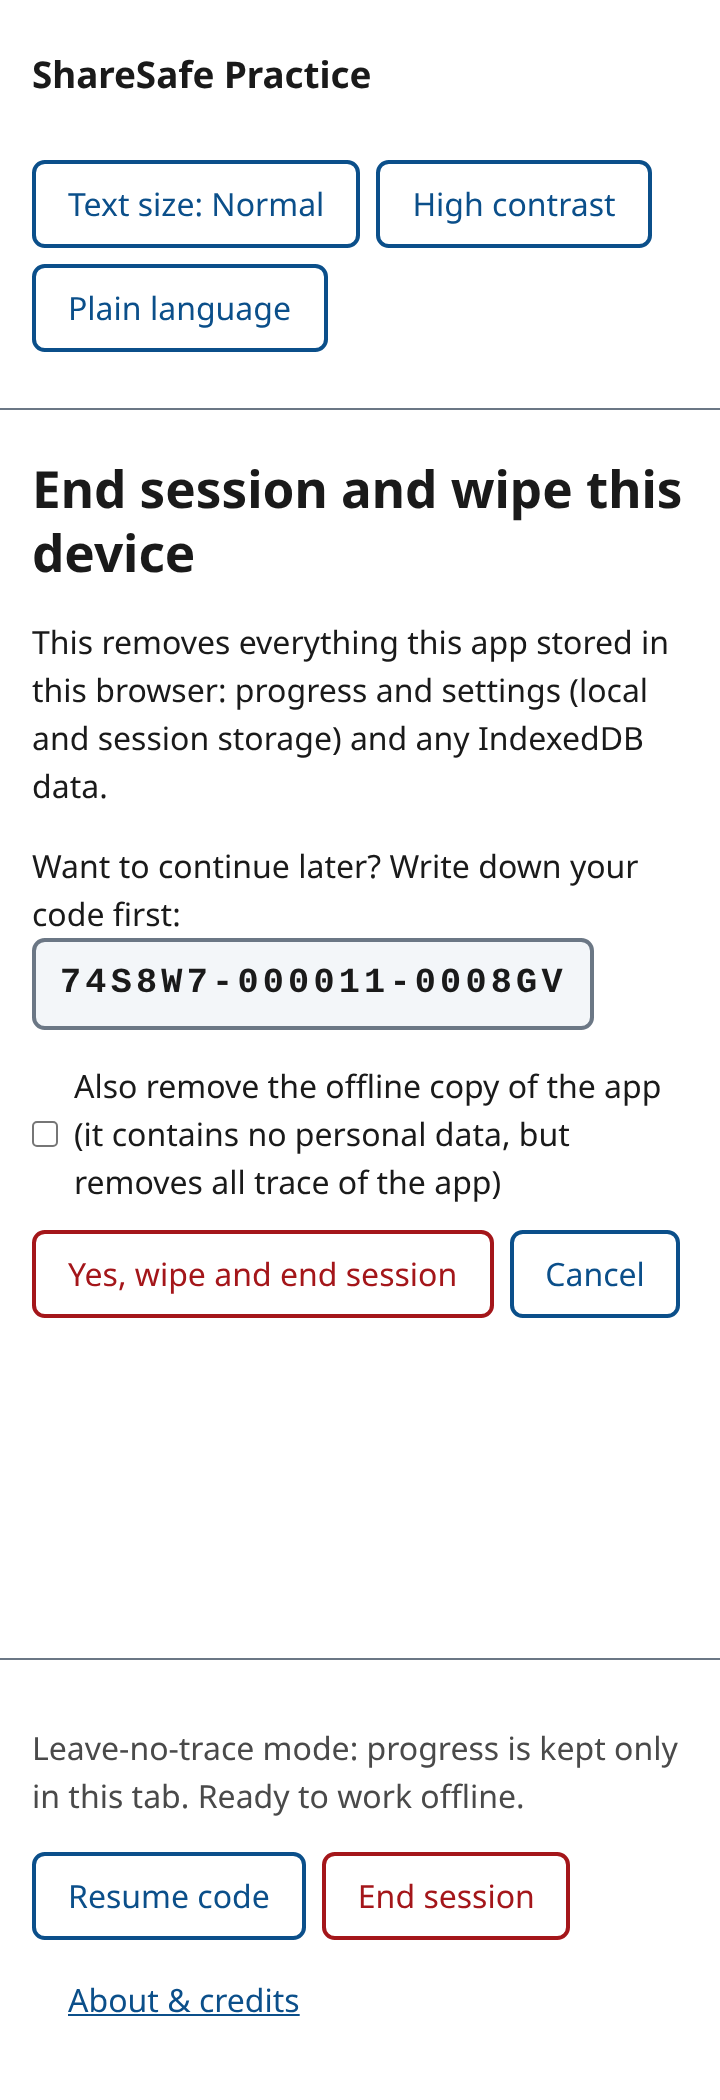 ShareSafe Practice
Text size: Normal
High contrast
Plain language
End session and wipe this
device
This removes everything this app stored in
this browser: progress and settings (local
and session storage) and any IndexedDB
data.
Want to continue later? Write down your
code first:
74S8W7-000011-0008GV
Also remove the offline copy of the app
(it contains no personal data, but
removes all trace of the app)
Yes, wipe and end session
Cancel
Leave-no-trace mode: progress is kept only
in this tab. Ready to work offline.
Resume code
End session
About & credits